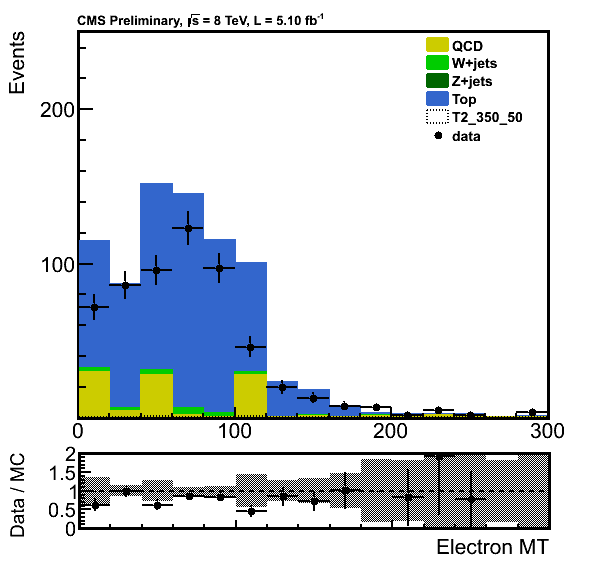 CMS Preliminary, √s = 8 TeV, L = 5.10 fb⁻¹
Events
QCD
W+jets
Z+jets
Top
T2_350_50
data
200
100
0 100 200 300
Data / MC
2
1.5
1
0.5
0
Electron MT